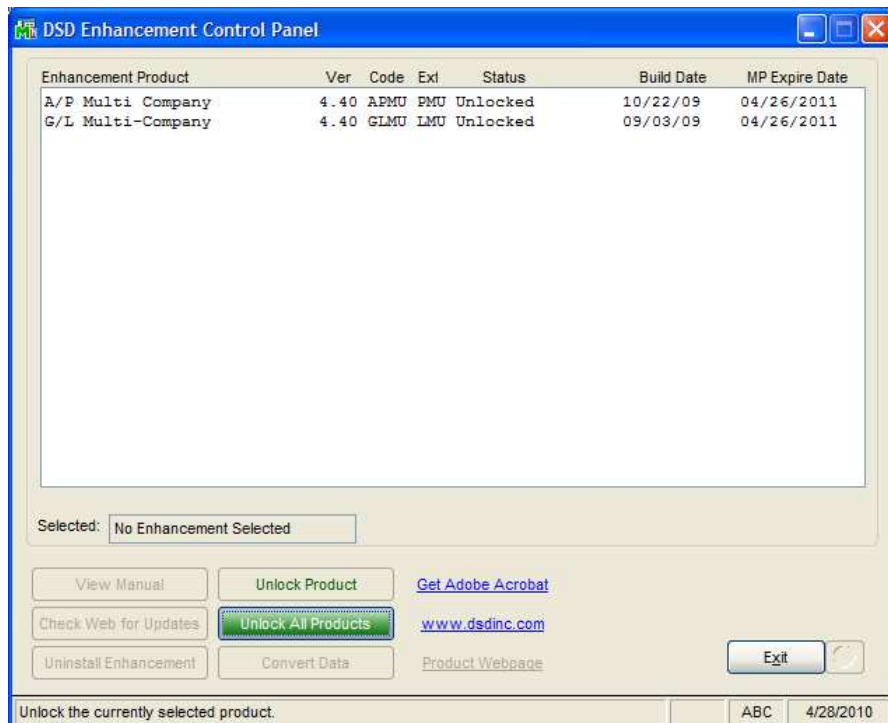 DSD Enhancement Control Panel
Enhancement Product Ver Code Ext Status Build Date MP Expire Date
A/P Multi Company 4.40 APMU PMU Unlocked 10/22/09 04/26/2011
G/L Multi-Company 4.40 GLMU LMU Unlocked 09/03/09 04/26/2011
Selected: No Enhancement Selected
View Manual Unlock Product Get Adobe Acrobat
Check Web for Updates Unlock All Products www.dsdinc.com
Uninstall Enhancement Convert Data Product Webpage
Exit
Unlock the currently selected product. ABC 4/28/2010